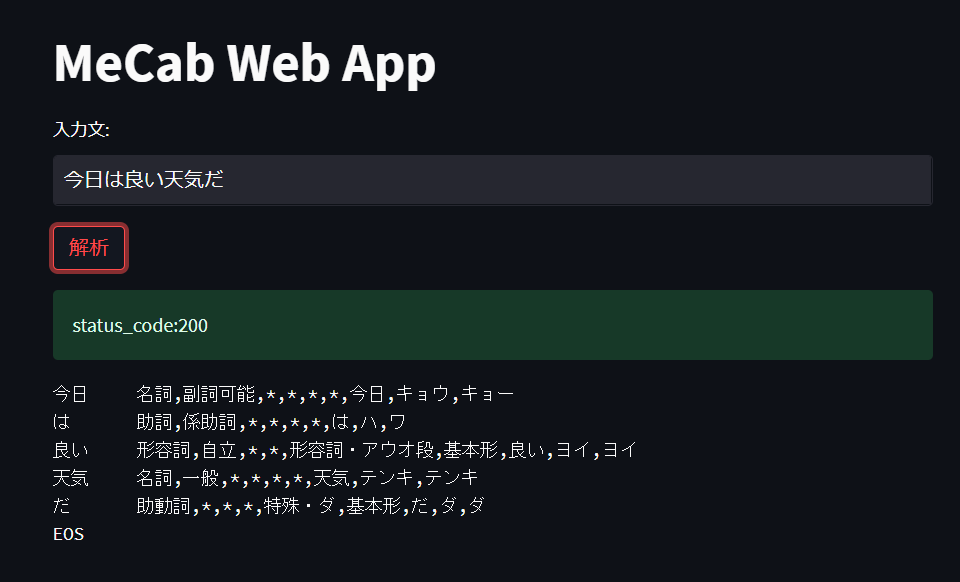 MeCab Web App
入力文:
今日は良い天気だ
解析
status_code:200
今日	名詞,副詞可能,*,*,*,*,今日,キョウ,キョー
は	助詞,係助詞,*,*,*,*,は,ハ,ワ
良い	形容詞,自立,*,*,形容詞・アウオ段,基本形,良い,ヨイ,ヨイ
天気	名詞,一般,*,*,*,*,天気,テンキ,テンキ
だ	助動詞,*,*,*,特殊・ダ,基本形,だ,ダ,ダ
EOS